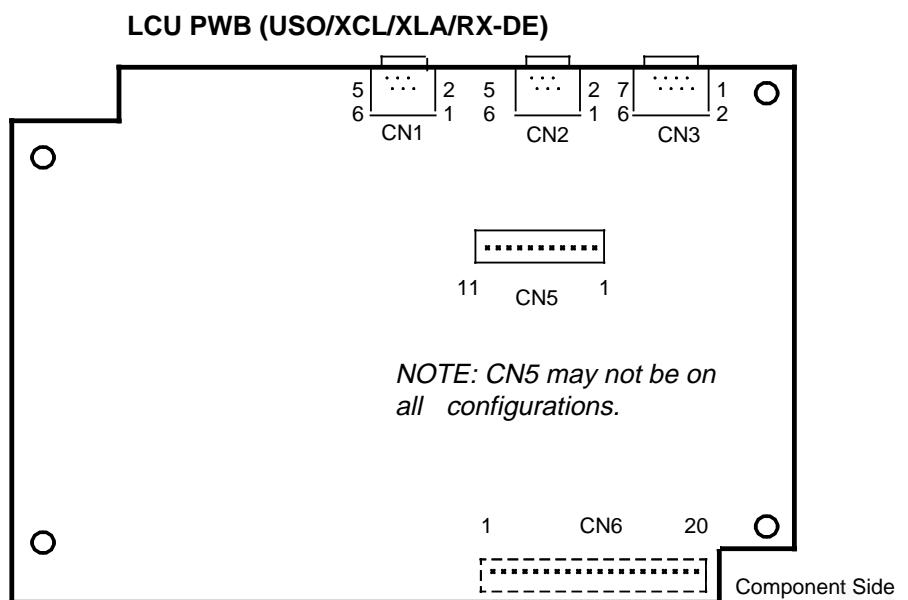 LCU PWB (USO/XCL/XLA/RX-DE)
5 2 5 2 7 1
6 1 6 1 6 2
CN1 CN2 CN3
11 CN5 1
NOTE: CN5 may not be on
all configurations.
1 CN6 20
Component Side